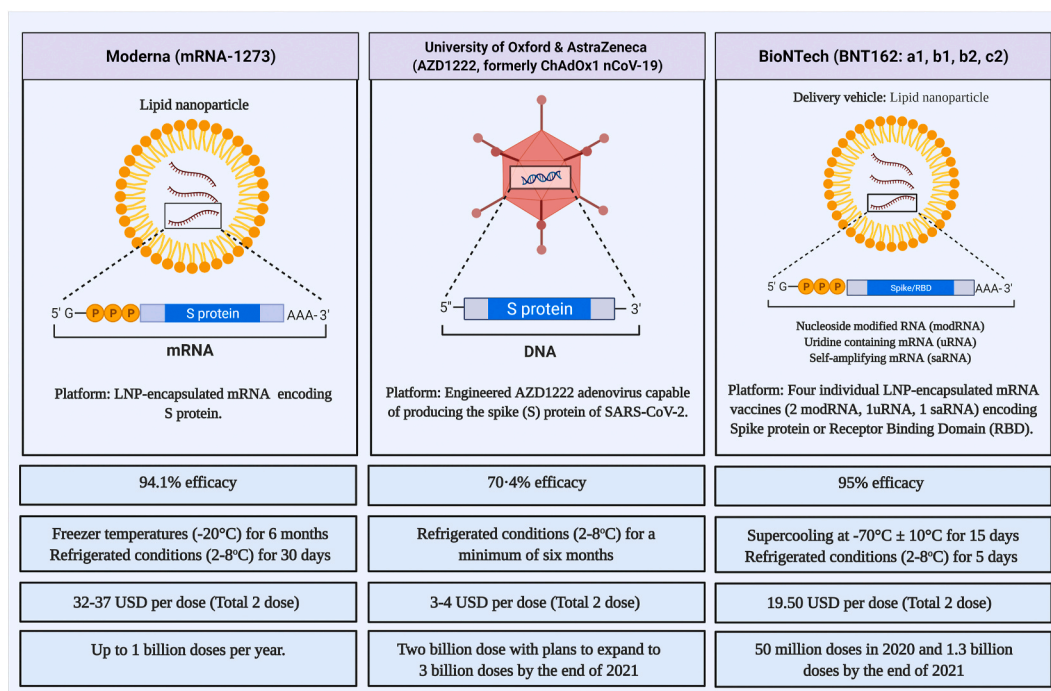 Moderna (mRNA-1273)
Lipid nanoparticle
5' G
P P P
S protein
AAA- 3'
mRNA
Platform: LNP-encapsulated mRNA encoding
S protein.
94.1% efficacy
Freezer temperatures (-20°C) for 6 months
Refrigerated conditions (2-8°C) for 30 days
32-37 USD per dose (Total 2 dose)
Up to 1 billion doses per year.
University of Oxford & AstraZeneca
(AZD1222, formerly ChAdOx1 nCoV-19)
5"
S protein
3'
DNA
Platform: Engineered AZD1222 adenovirus capable
of producing the spike (S) protein of SARS-CoV-2.
70·4% efficacy
Refrigerated conditions (2-8°C) for a
minimum of six months
3-4 USD per dose (Total 2 dose)
Two billion dose with plans to expand to
3 billion doses by the end of 2021
BioNTech (BNT162: a1, b1, b2, c2)
Delivery vehicle: Lipid nanoparticle
5' G
P P P
Spike/RBD
AAA- 3'
Nucleoside modified RNA (modRNA)
Uridine containing mRNA (uRNA)
Self-amplifying mRNA (saRNA)
Platform: Four individual LNP-encapsulated mRNA
vaccines (2 modRNA, 1uRNA, 1 saRNA) encoding
Spike protein or Receptor Binding Domain (RBD).
95% efficacy
Supercooling at -70°C ± 10°C for 15 days
Refrigerated conditions (2-8°C) for 5 days
19.50 USD per dose (Total 2 dose)
50 million doses in 2020 and 1.3 billion
doses by the end of 2021